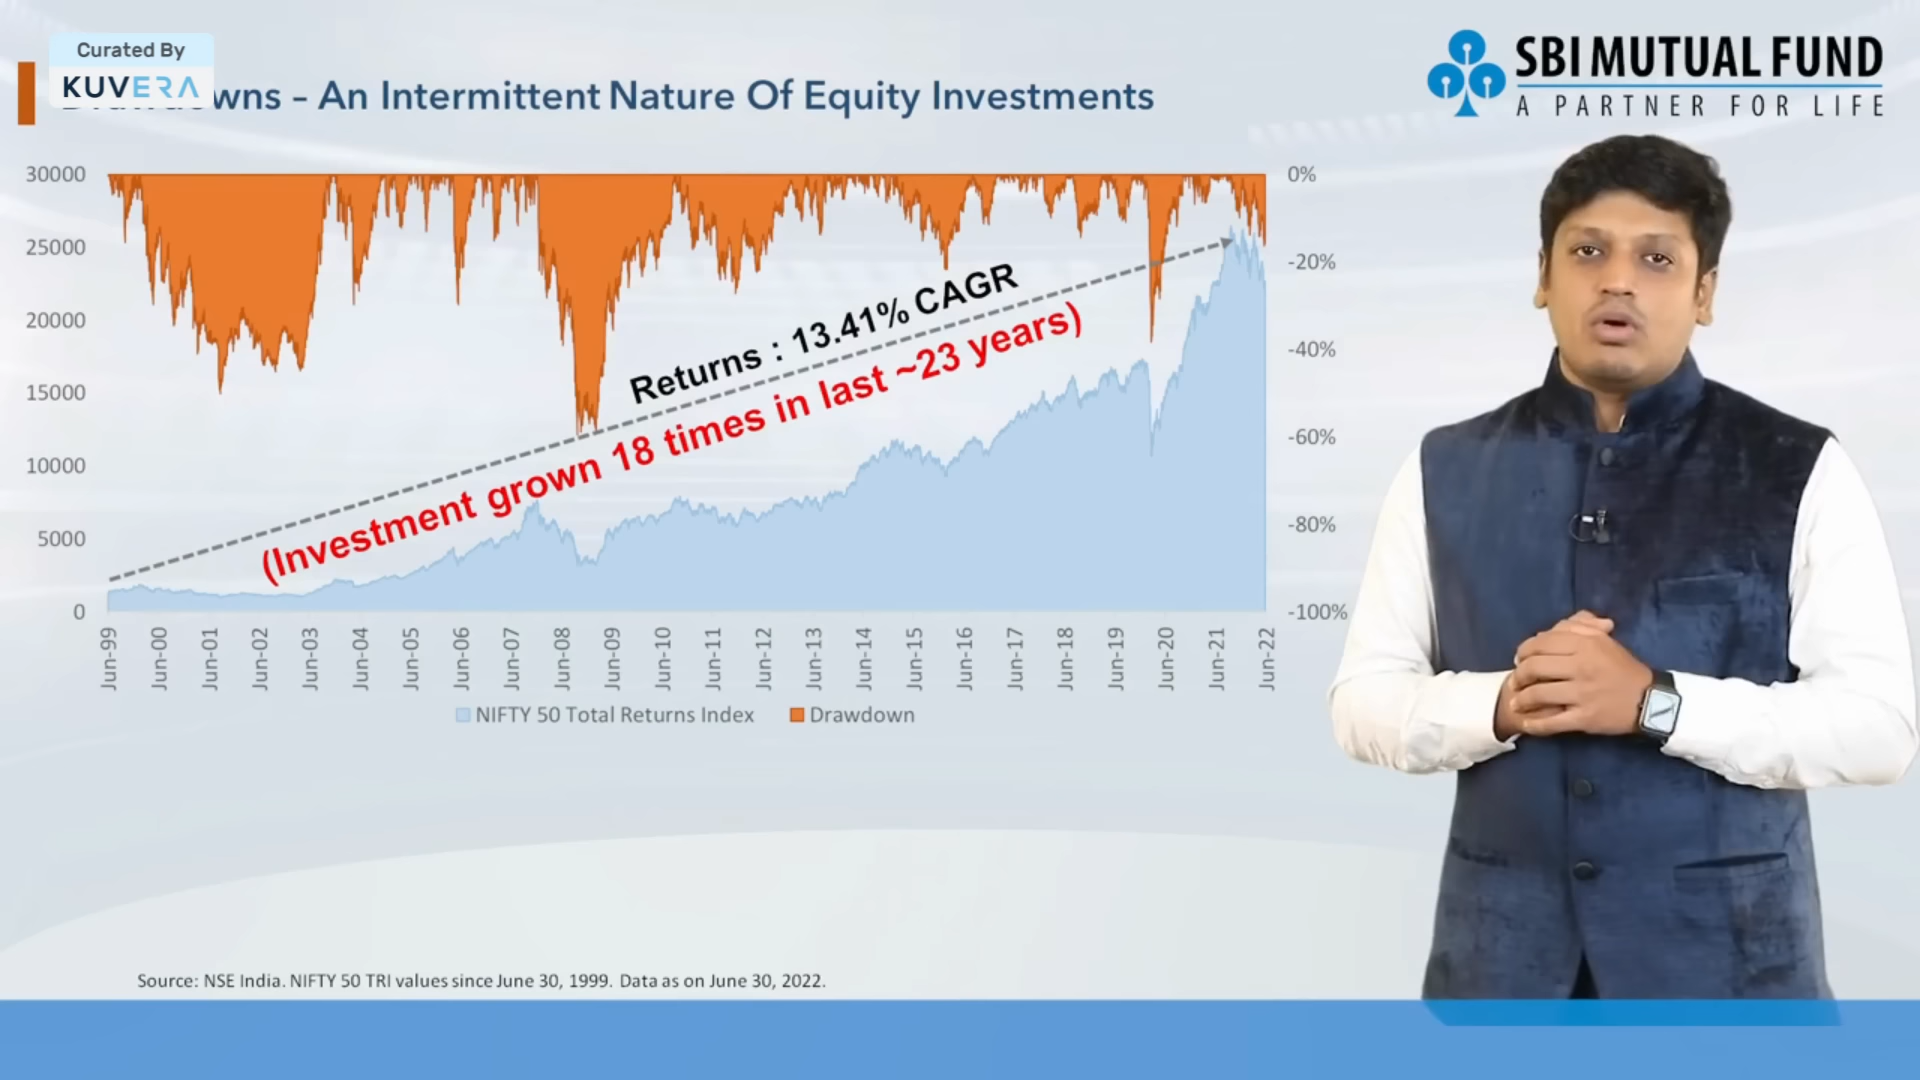 Curated By
KUVERA
Drawdowns – An Intermittent Nature Of Equity Investments
SBI MUTUAL FUND
A PARTNER FOR LIFE
30000
25000
20000
15000
10000
5000
0
0%
-20%
-40%
-60%
-80%
-100%
Returns : 13.41% CAGR
(Investment grown 18 times in last ~23 years)
Jun-99
Jun-00
Jun-01
Jun-02
Jun-03
Jun-04
Jun-05
Jun-06
Jun-07
Jun-08
Jun-09
Jun-10
Jun-11
Jun-12
Jun-13
Jun-14
Jun-15
Jun-16
Jun-17
Jun-18
Jun-19
Jun-20
Jun-21
Jun-22
NIFTY 50 Total Returns Index
Drawdown
Source: NSE India. NIFTY 50 TRI values since June 30, 1999. Data as on June 30, 2022.